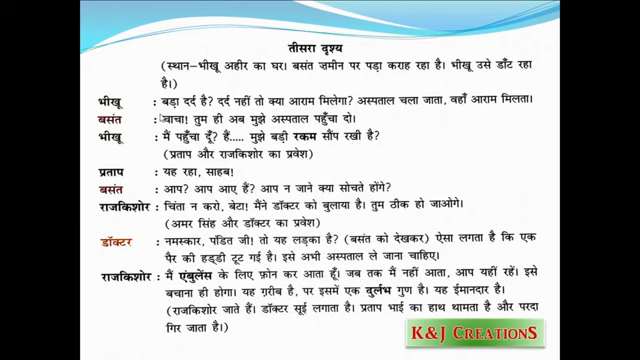 तीसरा दृश्य
(स्थान-भीखू अहीर का घर। बसंत ज़मीन पर पड़ा कराह रहा है। भीखू उसे डाँट रहा
है।)
भीखू : बड़ा दर्द है? दर्द नहीं तो क्या आराम मिलेगा? अस्पताल चला जाता, वहाँ आराम मिलता।
बसंत : चाचा! तुम ही अब मुझे अस्पताल पहुँचा दो।
भीखू : मैं पहुँचा दूँ? हैं.... मुझे बड़ी रकम सौंप रखी है?
(प्रताप और राजकिशोर का प्रवेश)
प्रताप : यह रहा, साहब!
बसंत : आप? आप आए हैं? आप न जाने क्या सोचते होंगे?
राजकिशोर : चिंता न करो, बेटा! मैंने डॉक्टर को बुलाया है। तुम ठीक हो जाओगे।
(अमर सिंह और डॉक्टर का प्रवेश)
डॉक्टर : नमस्कार, पंडित जी! तो यह लड़का है? (बसंत को देखकर) ऐसा लगता है कि एक
पैर की हड्डी टूट गई है। इसे अभी अस्पताल ले जाना चाहिए।
राजकिशोर : मैं एंबुलेंस के लिए फ़ोन कर आता हूँ। जब तक मैं नहीं आता, आप यहीं रहें। इसे
बचाना ही होगा। यह ग़रीब है, पर इसमें एक दुर्लभ गुण है। यह ईमानदार है।
(राजकिशोर जाते हैं। डॉक्टर सूई लगाता है। प्रताप भाई का हाथ थामता है और परदा
गिर जाता है।)
K&J CREATIONS